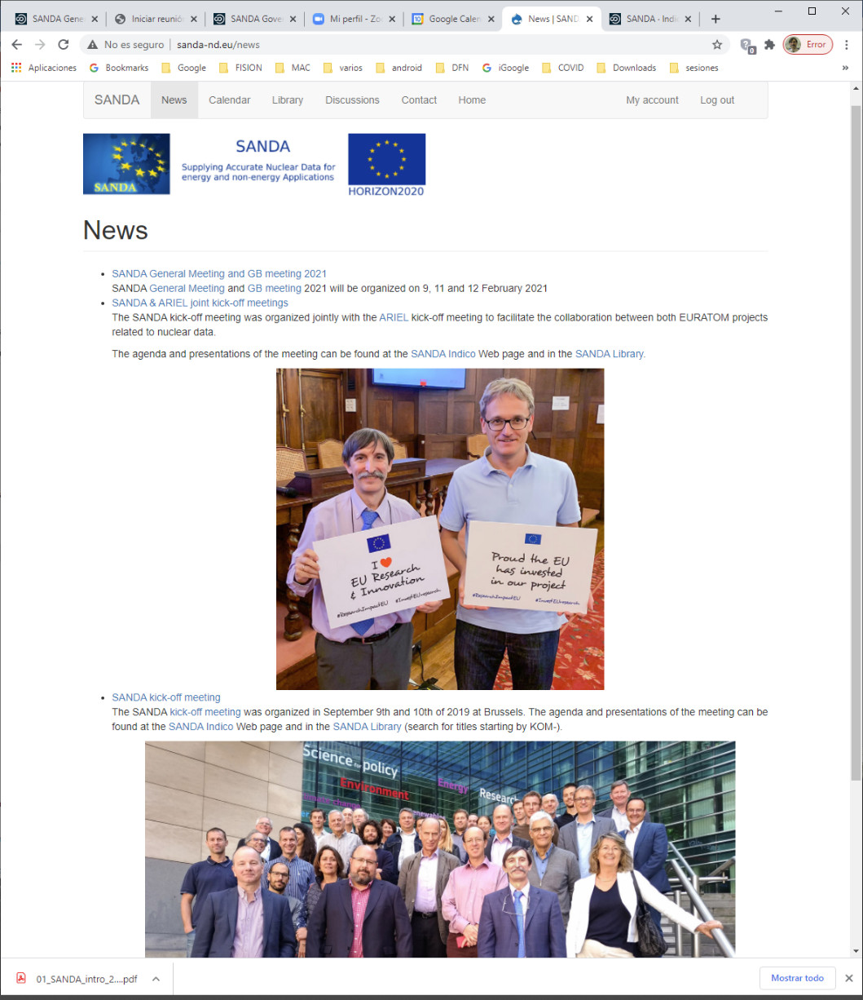 SANDA Gene
Iniciar reunió
SANDA Gove
Mi perfil - Zoo
Google Calen
News | SAND
SANDA · Indi
No es seguro | sanda-nd.eu/news
Error
Aplicaciones Bookmarks Google FISION MAC varios android DFN iGoogle COVID Downloads sesiones »
SANDA News Calendar Library Discussions Contact Home My account Log out
SANDA
SANDA
Supplying Accurate Nuclear Data for
energy and non-energy Applications
HORIZON2020
News
SANDA General Meeting and GB meeting 2021
SANDA General Meeting and GB meeting 2021 will be organized on 9, 11 and 12 February 2021
SANDA & ARIEL joint kick-off meetings
The SANDA kick-off meeting was organized jointly with the ARIEL kick-off meeting to facilitate the collaboration between both EURATOM projects
related to nuclear data.
The agenda and presentations of the meeting can be found at the SANDA Indico Web page and in the SANDA Library.
I ❤
EU Research
& Innovation
#ResearchImpactEU #InvestEUresearch
Proud the EU
has invested
in our project
#ResearchImpactEU #InvestEUresearch
SANDA kick-off meeting
The SANDA kick-off meeting was organized in September 9th and 10th of 2019 at Brussels. The agenda and presentations of the meeting can be
found at the SANDA Indico Web page and in the SANDA Library (search for titles starting by KOM-).
Science for policy
Environment
Energy
Researc
Renewables
01_SANDA_intro_2....pdf
Mostrar todo